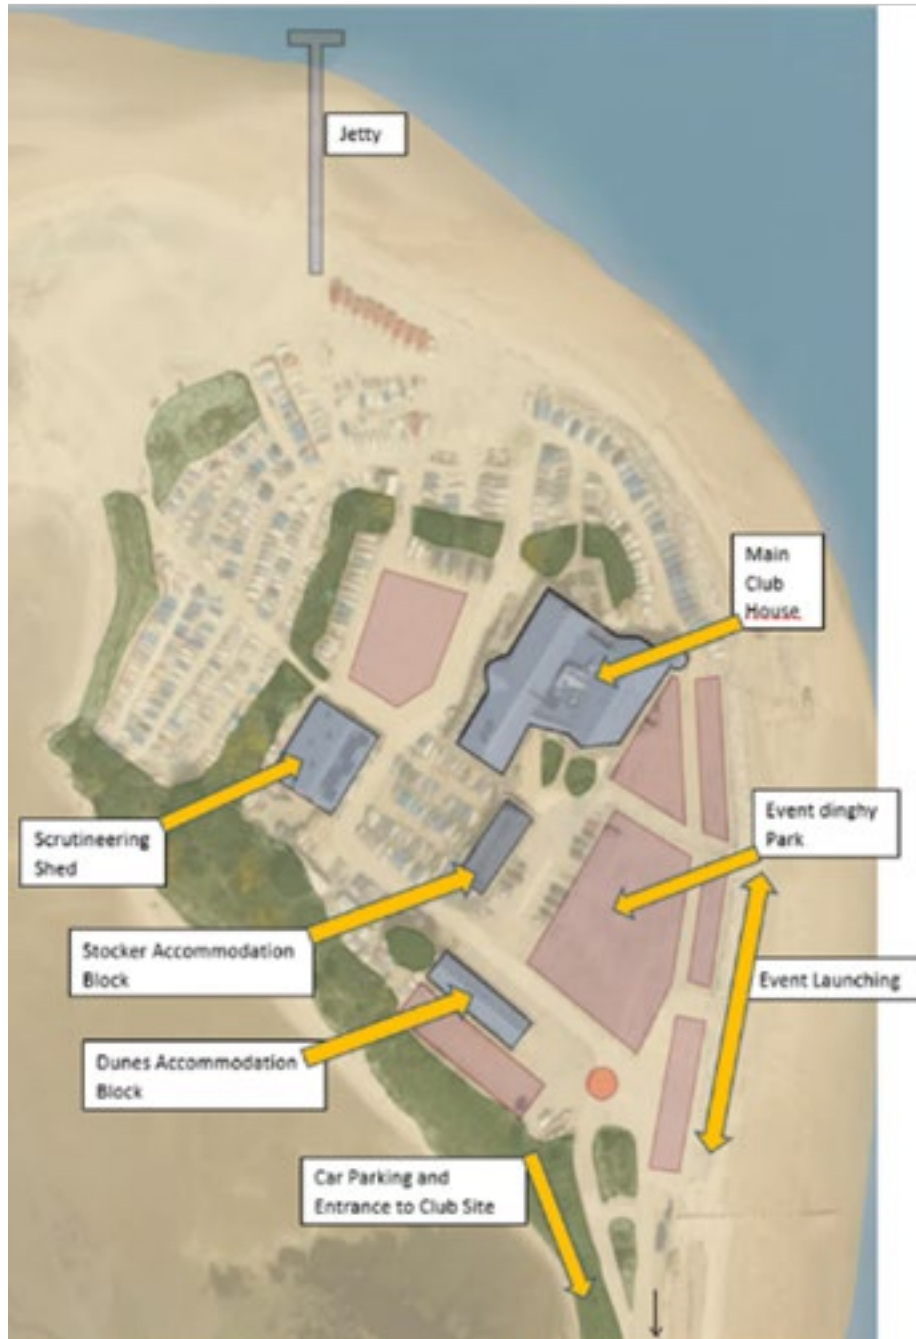 Jetty
Main
Club
House
Event dinghy
Park
Scrutineering
Shed
Stocker Accommodation
Block
Event Launching
Dunes Accommodation
Block
Car Parking and
Entrance to Club Site